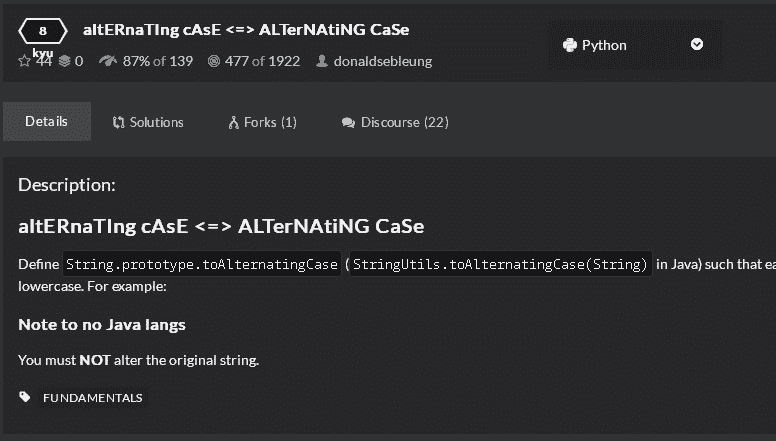 8 kyu altERnaTIng cAsE <=> ALTerNAtiNG CaSe Python
44 0 87% of 139 477 of 1922 donaldsebleung
Details Solutions Forks (1) Discourse (22)
Description:
altERnaTIng cAsE <=> ALTerNAtiNG CaSe
Define String.prototype.toAlternatingCase ( StringUtils.toAlternatingCase(String) in Java) such that ea
lowercase. For example:
Note to no Java langs
You must NOT alter the original string.
FUNDAMENTALS